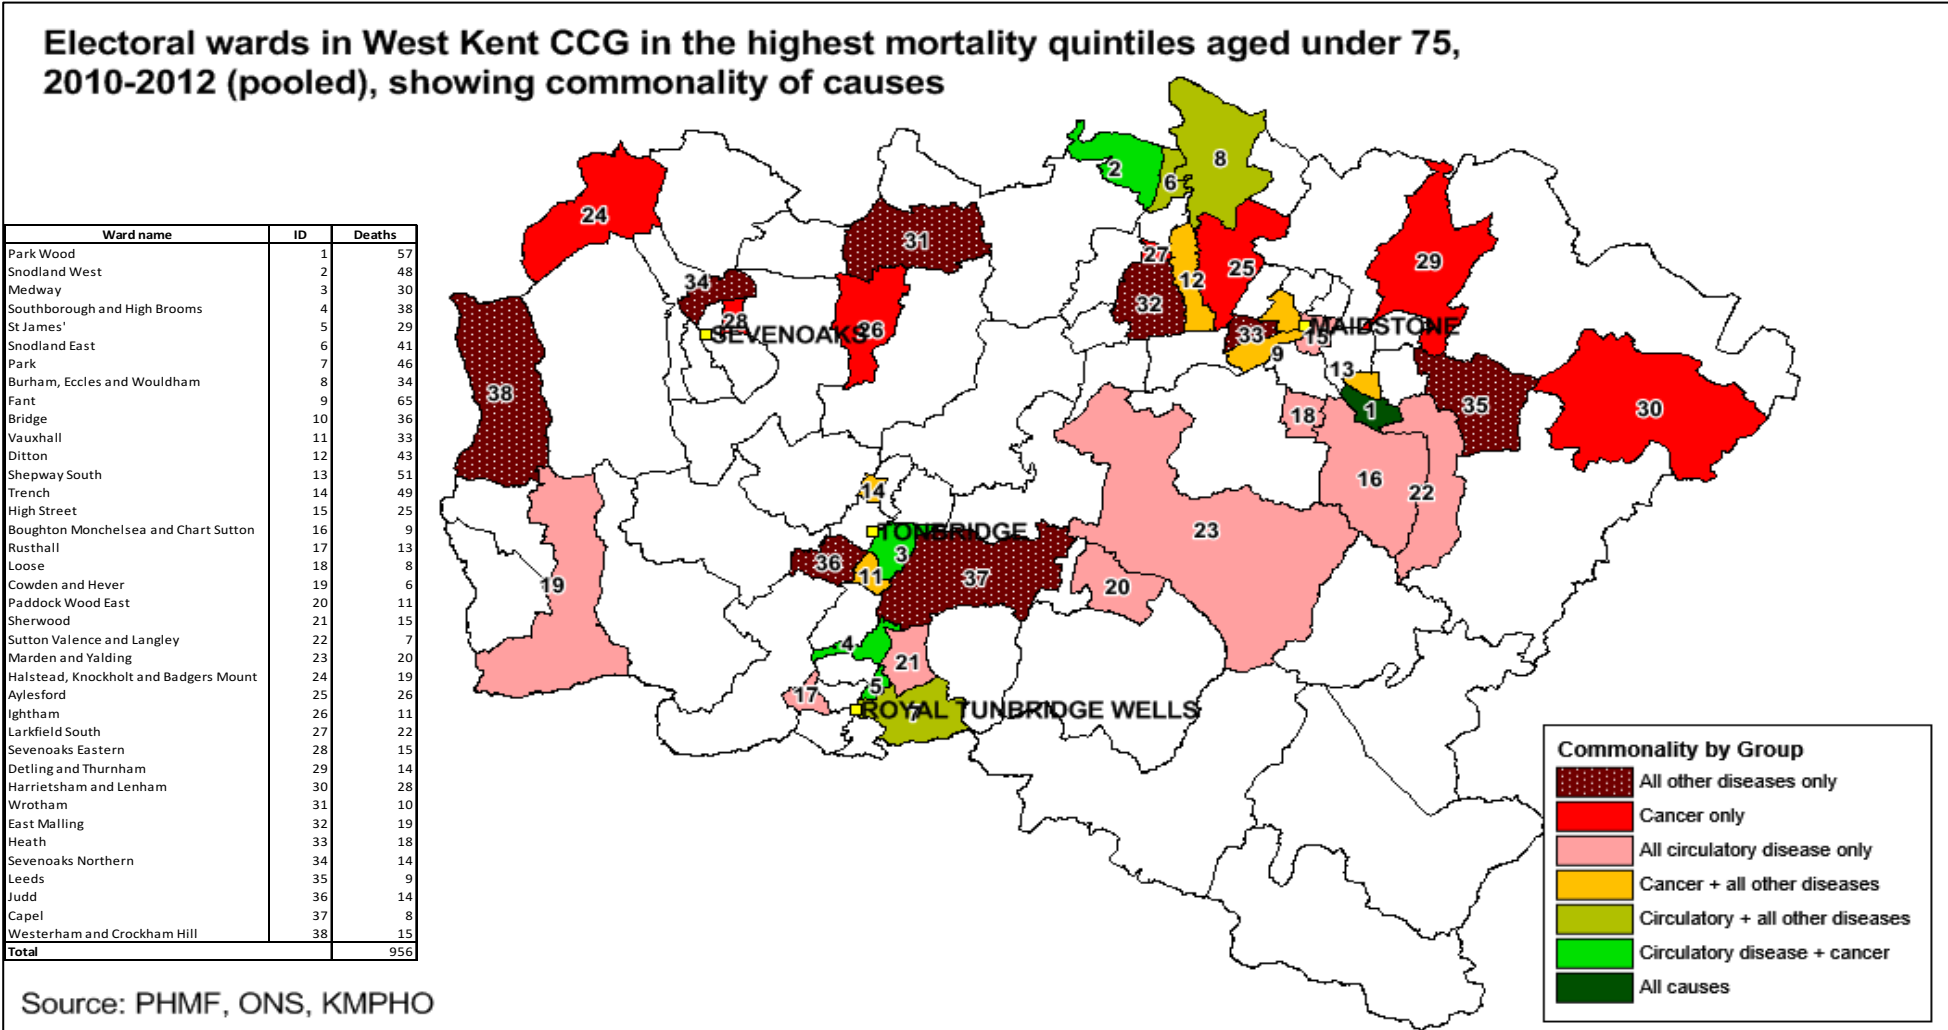 Electoral wards in West Kent CCG in the highest mortality quintiles aged under 75,
2010-2012 (pooled), showing commonality of causes
Ward name ID Deaths
Park Wood 1 57
Snodland West 2 48
Medway 3 30
Southborough and High Brooms 4 38
St James' 5 29
Snodland East 6 41
Park 7 46
Burham, Eccles and Wouldham 8 34
Fant 9 65
Bridge 10 36
Vauxhall 11 33
Ditton 12 43
Shepway South 13 51
Trench 14 49
High Street 15 25
Boughton Monchelsea and Chart Sutton 16 9
Rusthall 17 13
Loose 18 8
Cowden and Hever 19 6
Paddock Wood East 20 11
Sherwood 21 15
Sutton Valence and Langley 22 7
Marden and Yalding 23 20
Halstead, Knockholt and Badgers Mount 24 19
Aylesford 25 26
Ightham 26 11
Larkfield South 27 22
Sevenoaks Eastern 28 15
Detling and Thurnham 29 14
Harrietsham and Lenham 30 28
Wrotham 31 10
East Malling 32 19
Heath 33 18
Sevenoaks Northern 34 14
Leeds 35 9
Judd 36 14
Capel 37 8
Westerham and Crockham Hill 38 15
Total 956
8
2
6
24
31
27
12
25
29
34
28
SEVENOAKS
26
32
33
MAIDSTONE
15
9
13
38
1
35
30
18
14
16
22
TONBRIDGE
3
23
36
11
37
19
20
4
21
5
17
ROYAL TUNBRIDGE WELLS
7
Commonality by Group
All other diseases only
Cancer only
All circulatory disease only
Cancer + all other diseases
Circulatory + all other diseases
Circulatory disease + cancer
All causes
Source: PHMF, ONS, KMPHO